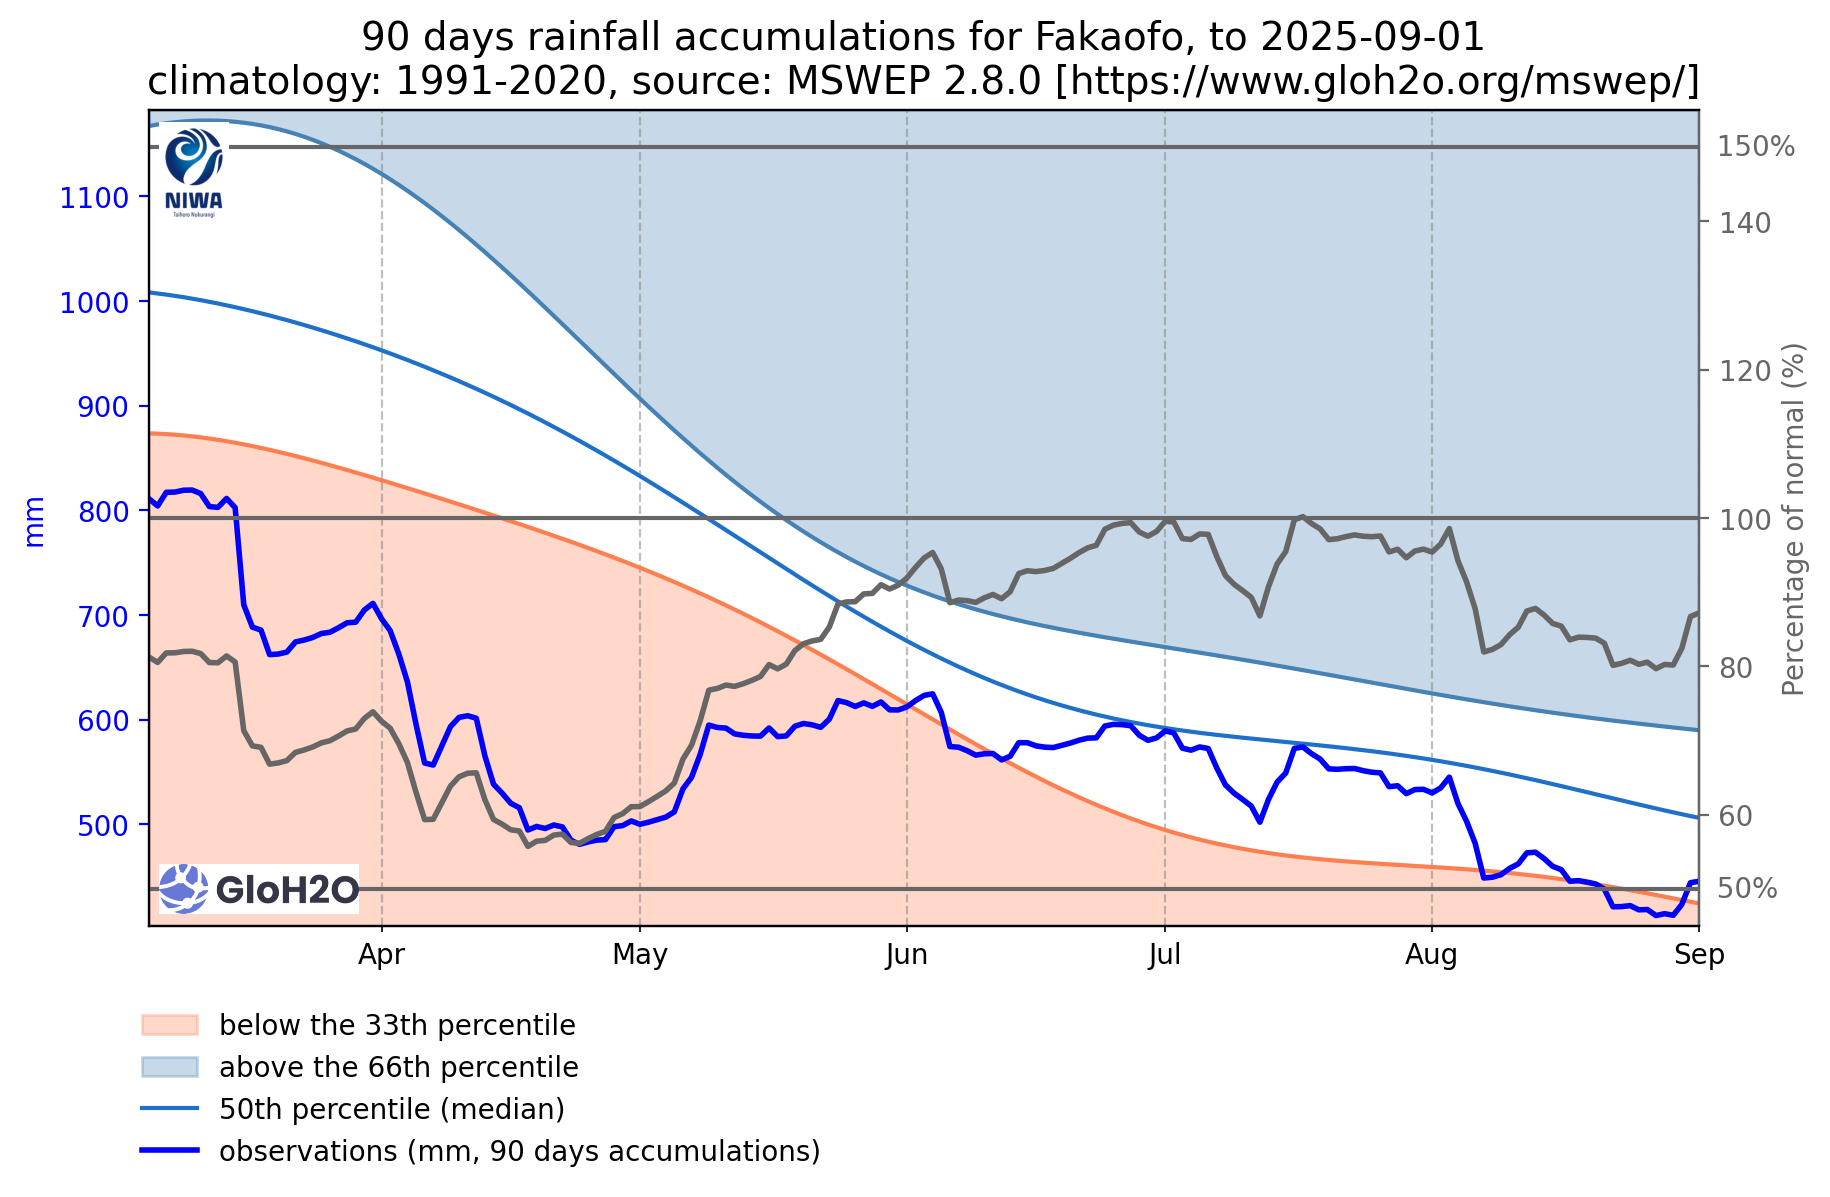 90 days rainfall accumulations for Fakaofo, to 2025-09-01
climatology: 1991-2020, source: MSWEP 2.8.0 [https://www.gloh2o.org/mswep/]
NIWA
Taihoro Nukurangi
mm
1100
1000
900
800
700
600
500
150%
140
120
100
80
60
50%
Percentage of normal (%)
GloH2O
Apr
May
Jun
Jul
Aug
Sep
below the 33th percentile
above the 66th percentile
50th percentile (median)
observations (mm, 90 days accumulations)